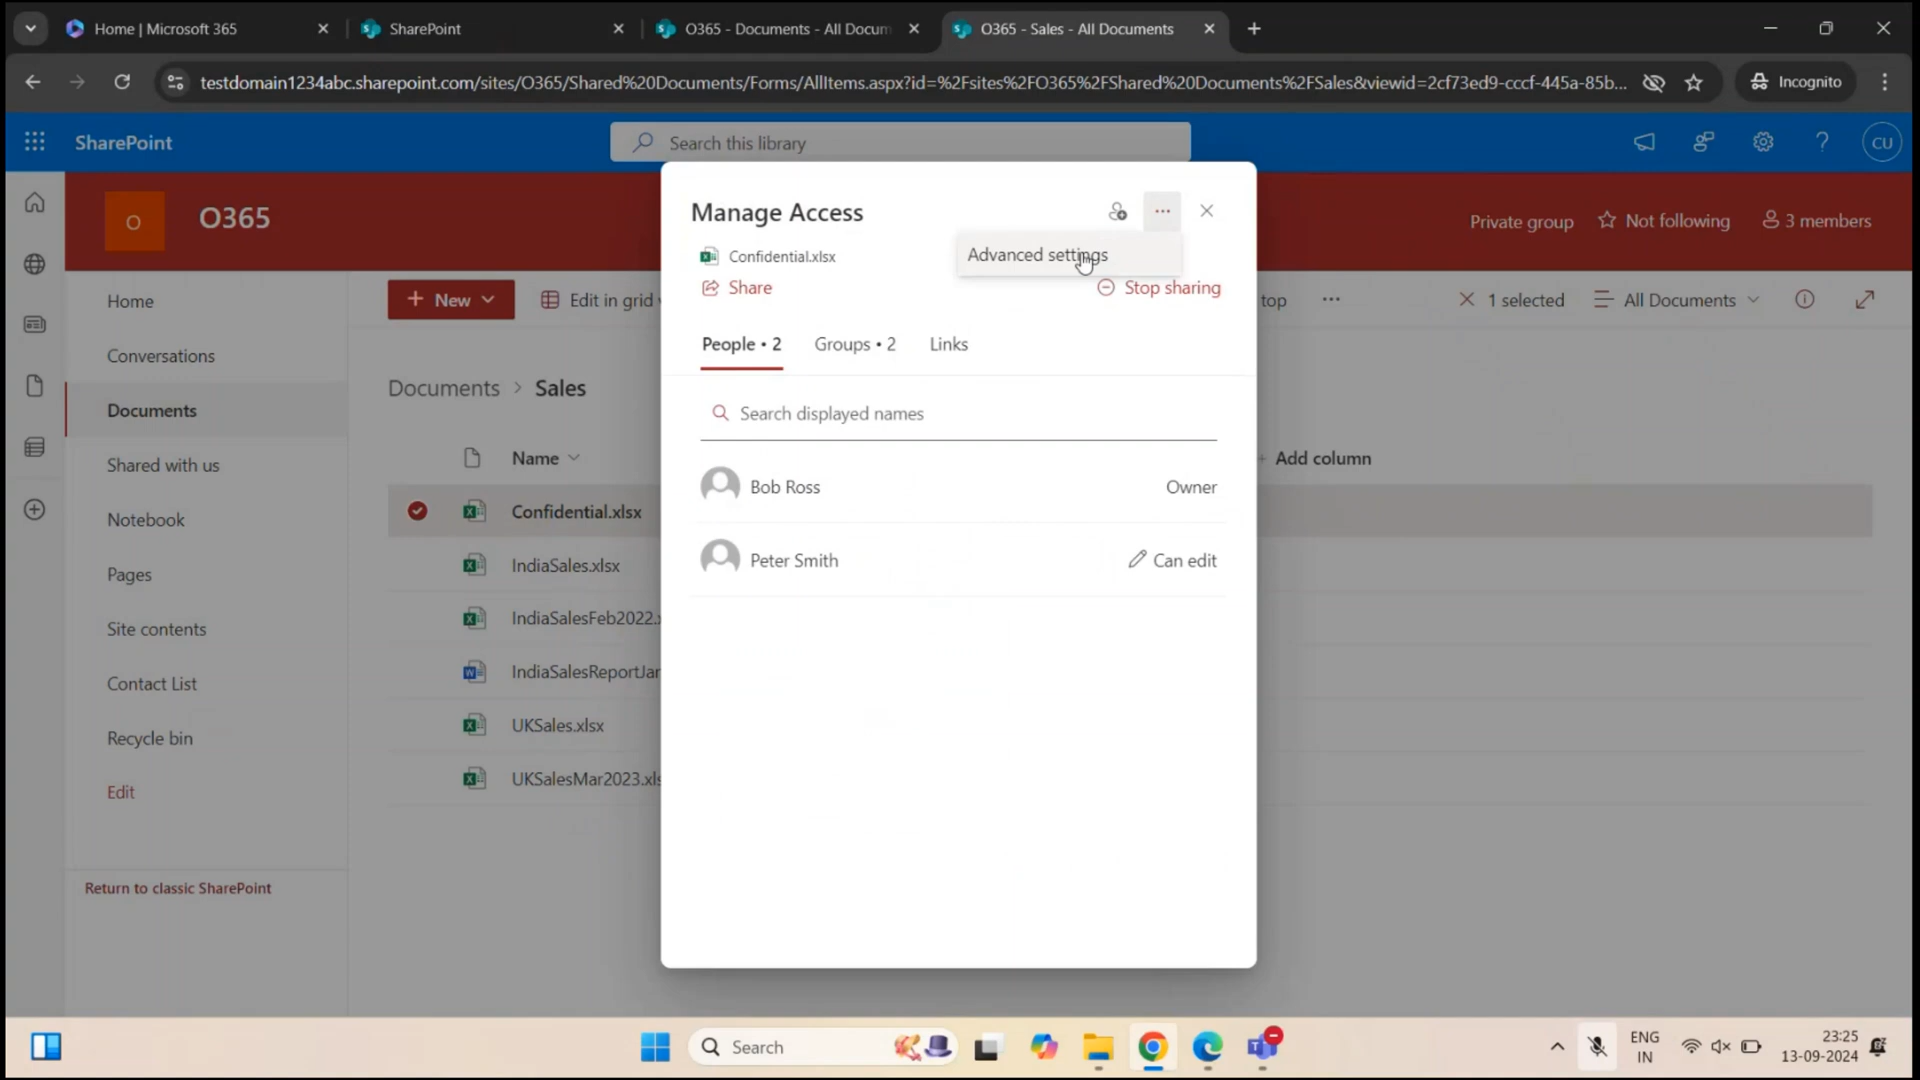 Home | Microsoft 365
SharePoint
O365 - Documents - All Docum
O365 - Sales - All Documents
testdomain1234abc.sharepoint.com/sites/O365/Shared%20Documents/Forms/AllItems.aspx?id=%2Fsites%2FO365%2FShared%20Documents%2FSales&viewid=2cf73ed9-cccf-445a-85b...
Incognito
SharePoint
Search this library
CU
O
O365
Private group
Not following
3 members
Manage Access
Confidential.xlsx
Advanced settings
Share
Stop sharing
People • 2
Groups • 2
Links
Search displayed names
Bob Ross
Owner
Peter Smith
Can edit
Home
Conversations
Documents
Shared with us
Notebook
Pages
Site contents
Contact List
Recycle bin
Edit
Return to classic SharePoint
New
Edit in grid
top
1 selected
All Documents
Documents > Sales
Name
Add column
Confidential.xlsx
IndiaSales.xlsx
IndiaSalesFeb2022.x
IndiaSalesReportJar
UKSales.xlsx
UKSalesMar2023.xls
Search
ENG
IN
23:25
13-09-2024